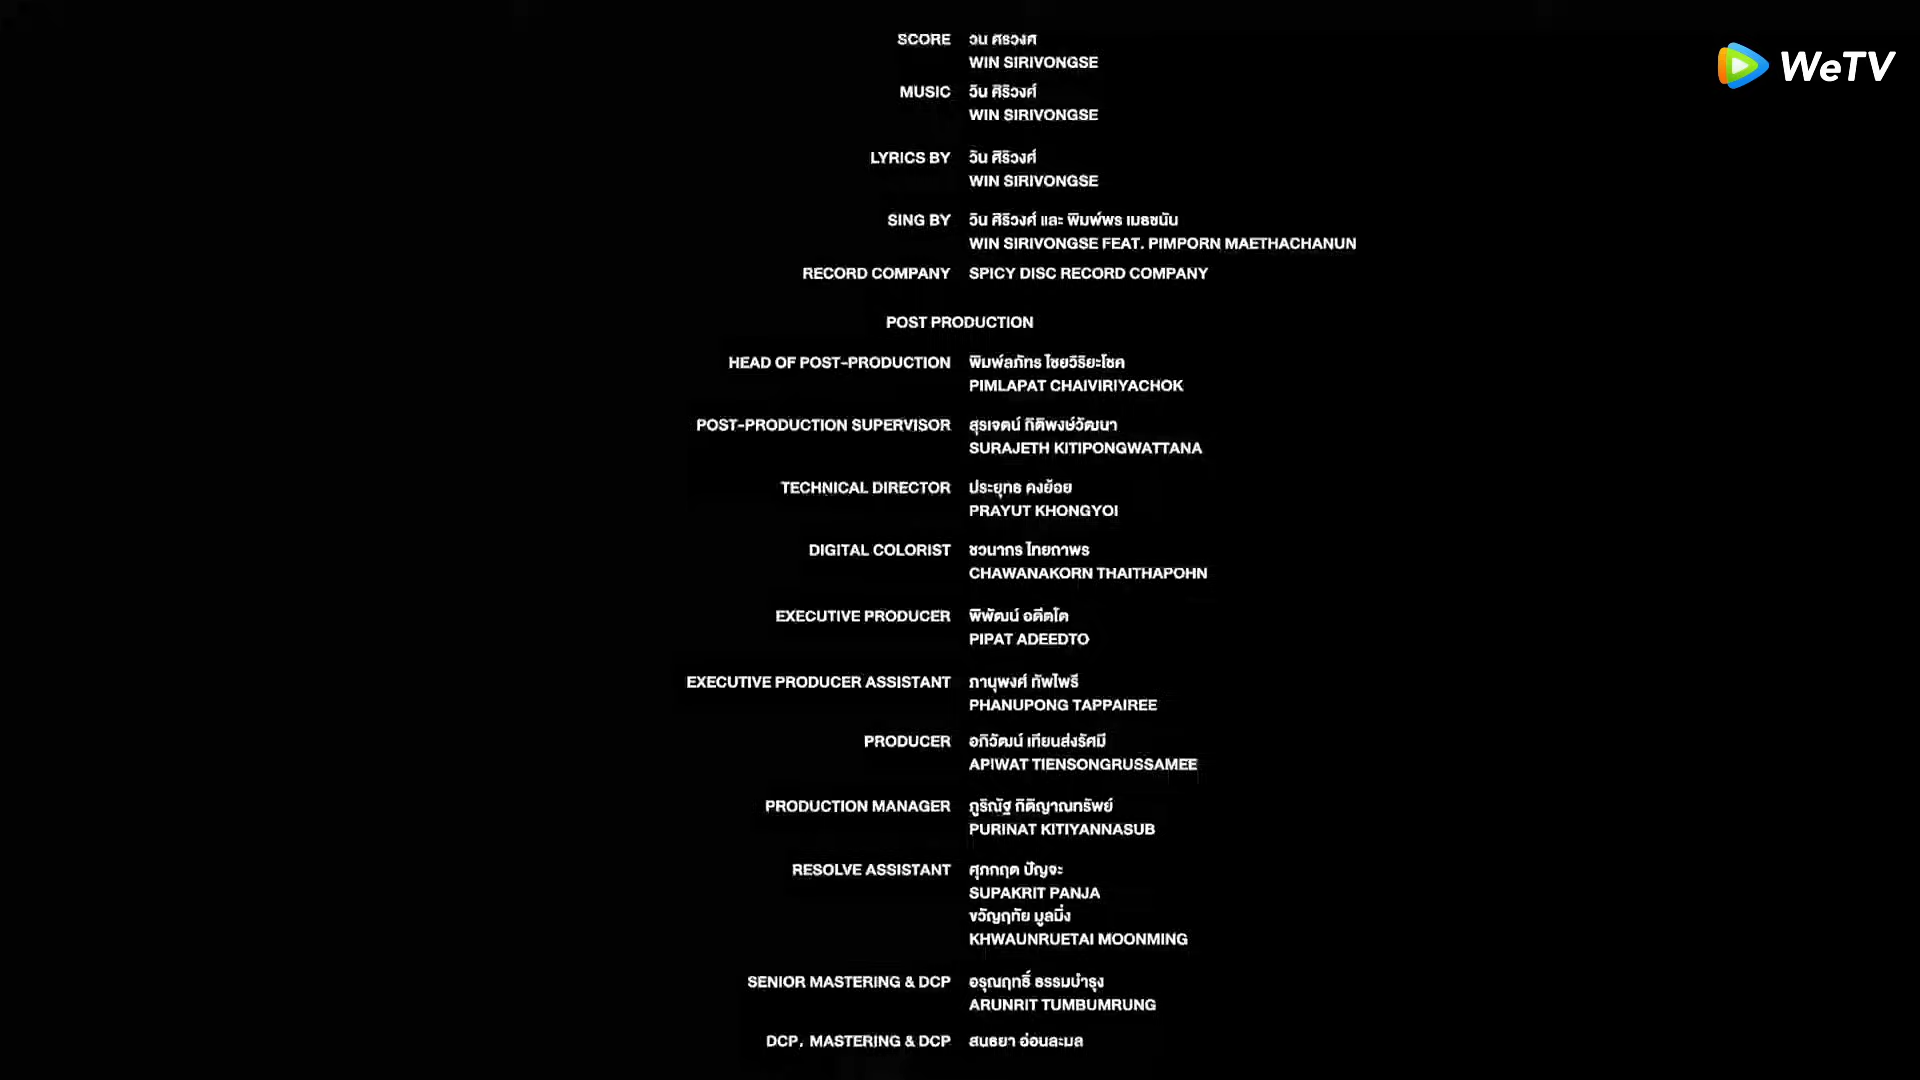 WeTV
SCORE วิน ศิริวงศ์
WIN SIRIVONGSE
MUSIC วิน ศิริวงศ์
WIN SIRIVONGSE
LYRICS BY วิน ศิริวงศ์
WIN SIRIVONGSE
SING BY วิน ศิริวงศ์ และ พิมพ์พร เมธชนัน
WIN SIRIVONGSE FEAT. PIMPORN MAETHACHANUN
RECORD COMPANY SPICY DISC RECORD COMPANY
POST PRODUCTION
HEAD OF POST-PRODUCTION พิมพ์ลภัทร ไชยวิริยะโชค
PIMLAPAT CHAIVIRIYACHOK
POST-PRODUCTION SUPERVISOR สุรเจตน์ กิติพงษ์วัฒนา
SURAJETH KITIPONGWATTANA
TECHNICAL DIRECTOR ประยุทธ คงย้อย
PRAYUT KHONGYOI
DIGITAL COLORIST ชวนากร ไทยถาพร
CHAWANAKORN THAITHAPOHN
EXECUTIVE PRODUCER พิพัฒน์ อดีตโต
PIPAT ADEEDTO
EXECUTIVE PRODUCER ASSISTANT ภานุพงศ์ ทัพไพรี
PHANUPONG TAPPAIREE
PRODUCER อภิวัฒน์ เทียนส่งรัศมี
APIWAT TIENSONGRUSSAMEE
PRODUCTION MANAGER ภูริณัฐ กิติญาณทรัพย์
PURINAT KITIYANNASUB
RESOLVE ASSISTANT ศุภกฤต ปัญจะ
SUPAKRIT PANJA
ขวัญฤทัย มูลมิ่ง
KHWAUNRUETAI MOONMING
SENIOR MASTERING & DCP อรุณฤทธิ์ ธรรมบำรุง
ARUNRIT TUMBUMRUNG
DCP, MASTERING & DCP สนธยา อ่อนละมล